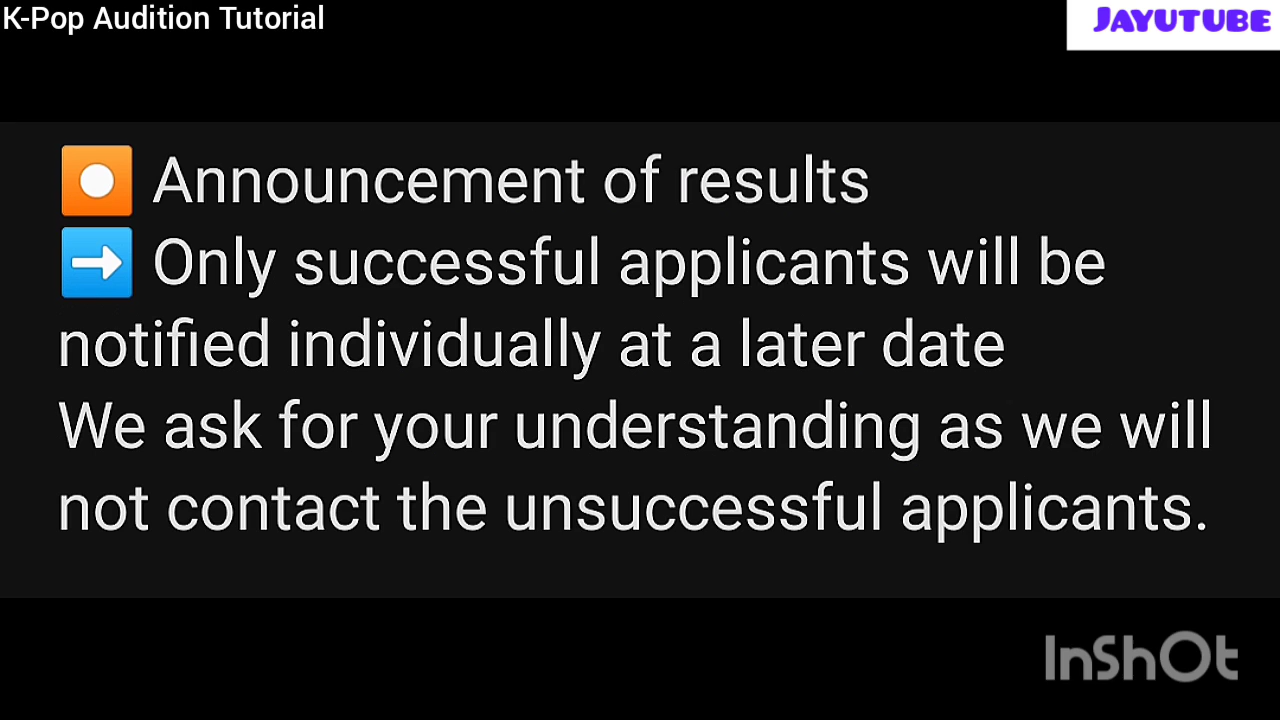 K-Pop Audition Tutorial
JAYUTUBE
Announcement of results
Only successful applicants will be
notified individually at a later date
We ask for your understanding as we will
not contact the unsuccessful applicants.
InShOt